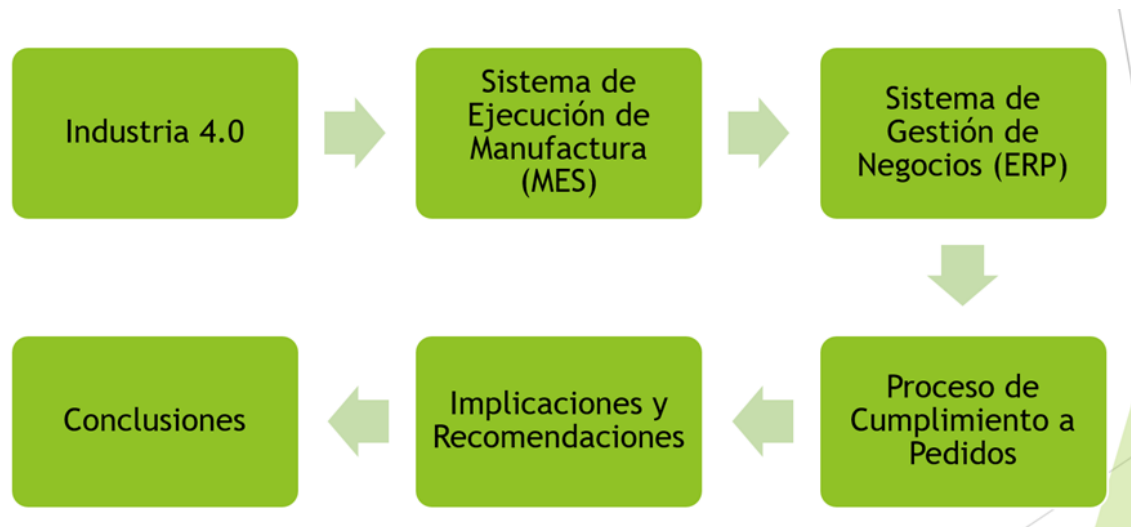 Industria 4.0
Sistema de
Ejecución de
Manufactura
(MES)
Sistema de
Gestión de
Negocios (ERP)
Proceso de
Cumplimiento a
Pedidos
Implicaciones y
Recomendaciones
Conclusiones